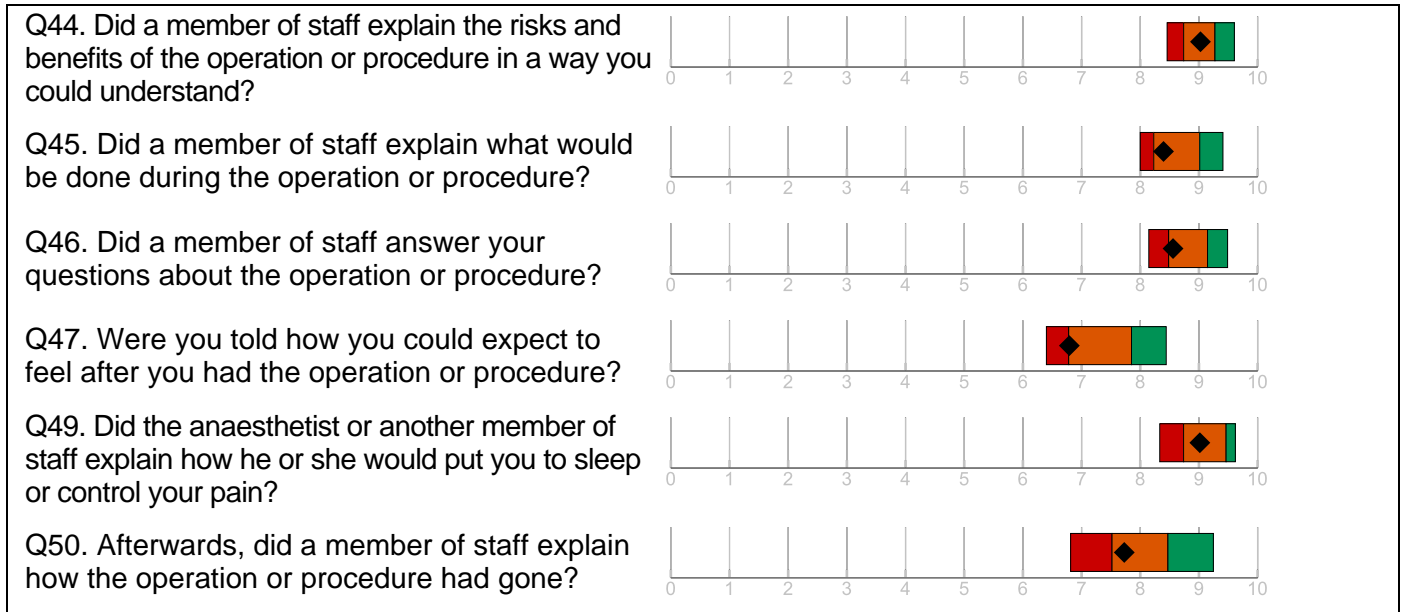 Q44. Did a member of staff explain the risks and
benefits of the operation or procedure in a way you
could understand?
0 1 2 3 4 5 6 7 8 9 10
Q45. Did a member of staff explain what would
be done during the operation or procedure?
0 1 2 3 4 5 6 7 8 9 10
Q46. Did a member of staff answer your
questions about the operation or procedure?
0 1 2 3 4 5 6 7 8 9 10
Q47. Were you told how you could expect to
feel after you had the operation or procedure?
0 1 2 3 4 5 6 7 8 9 10
Q49. Did the anaesthetist or another member of
staff explain how he or she would put you to sleep
or control your pain?
0 1 2 3 4 5 6 7 8 9 10
Q50. Afterwards, did a member of staff explain
how the operation or procedure had gone?
0 1 2 3 4 5 6 7 8 9 10